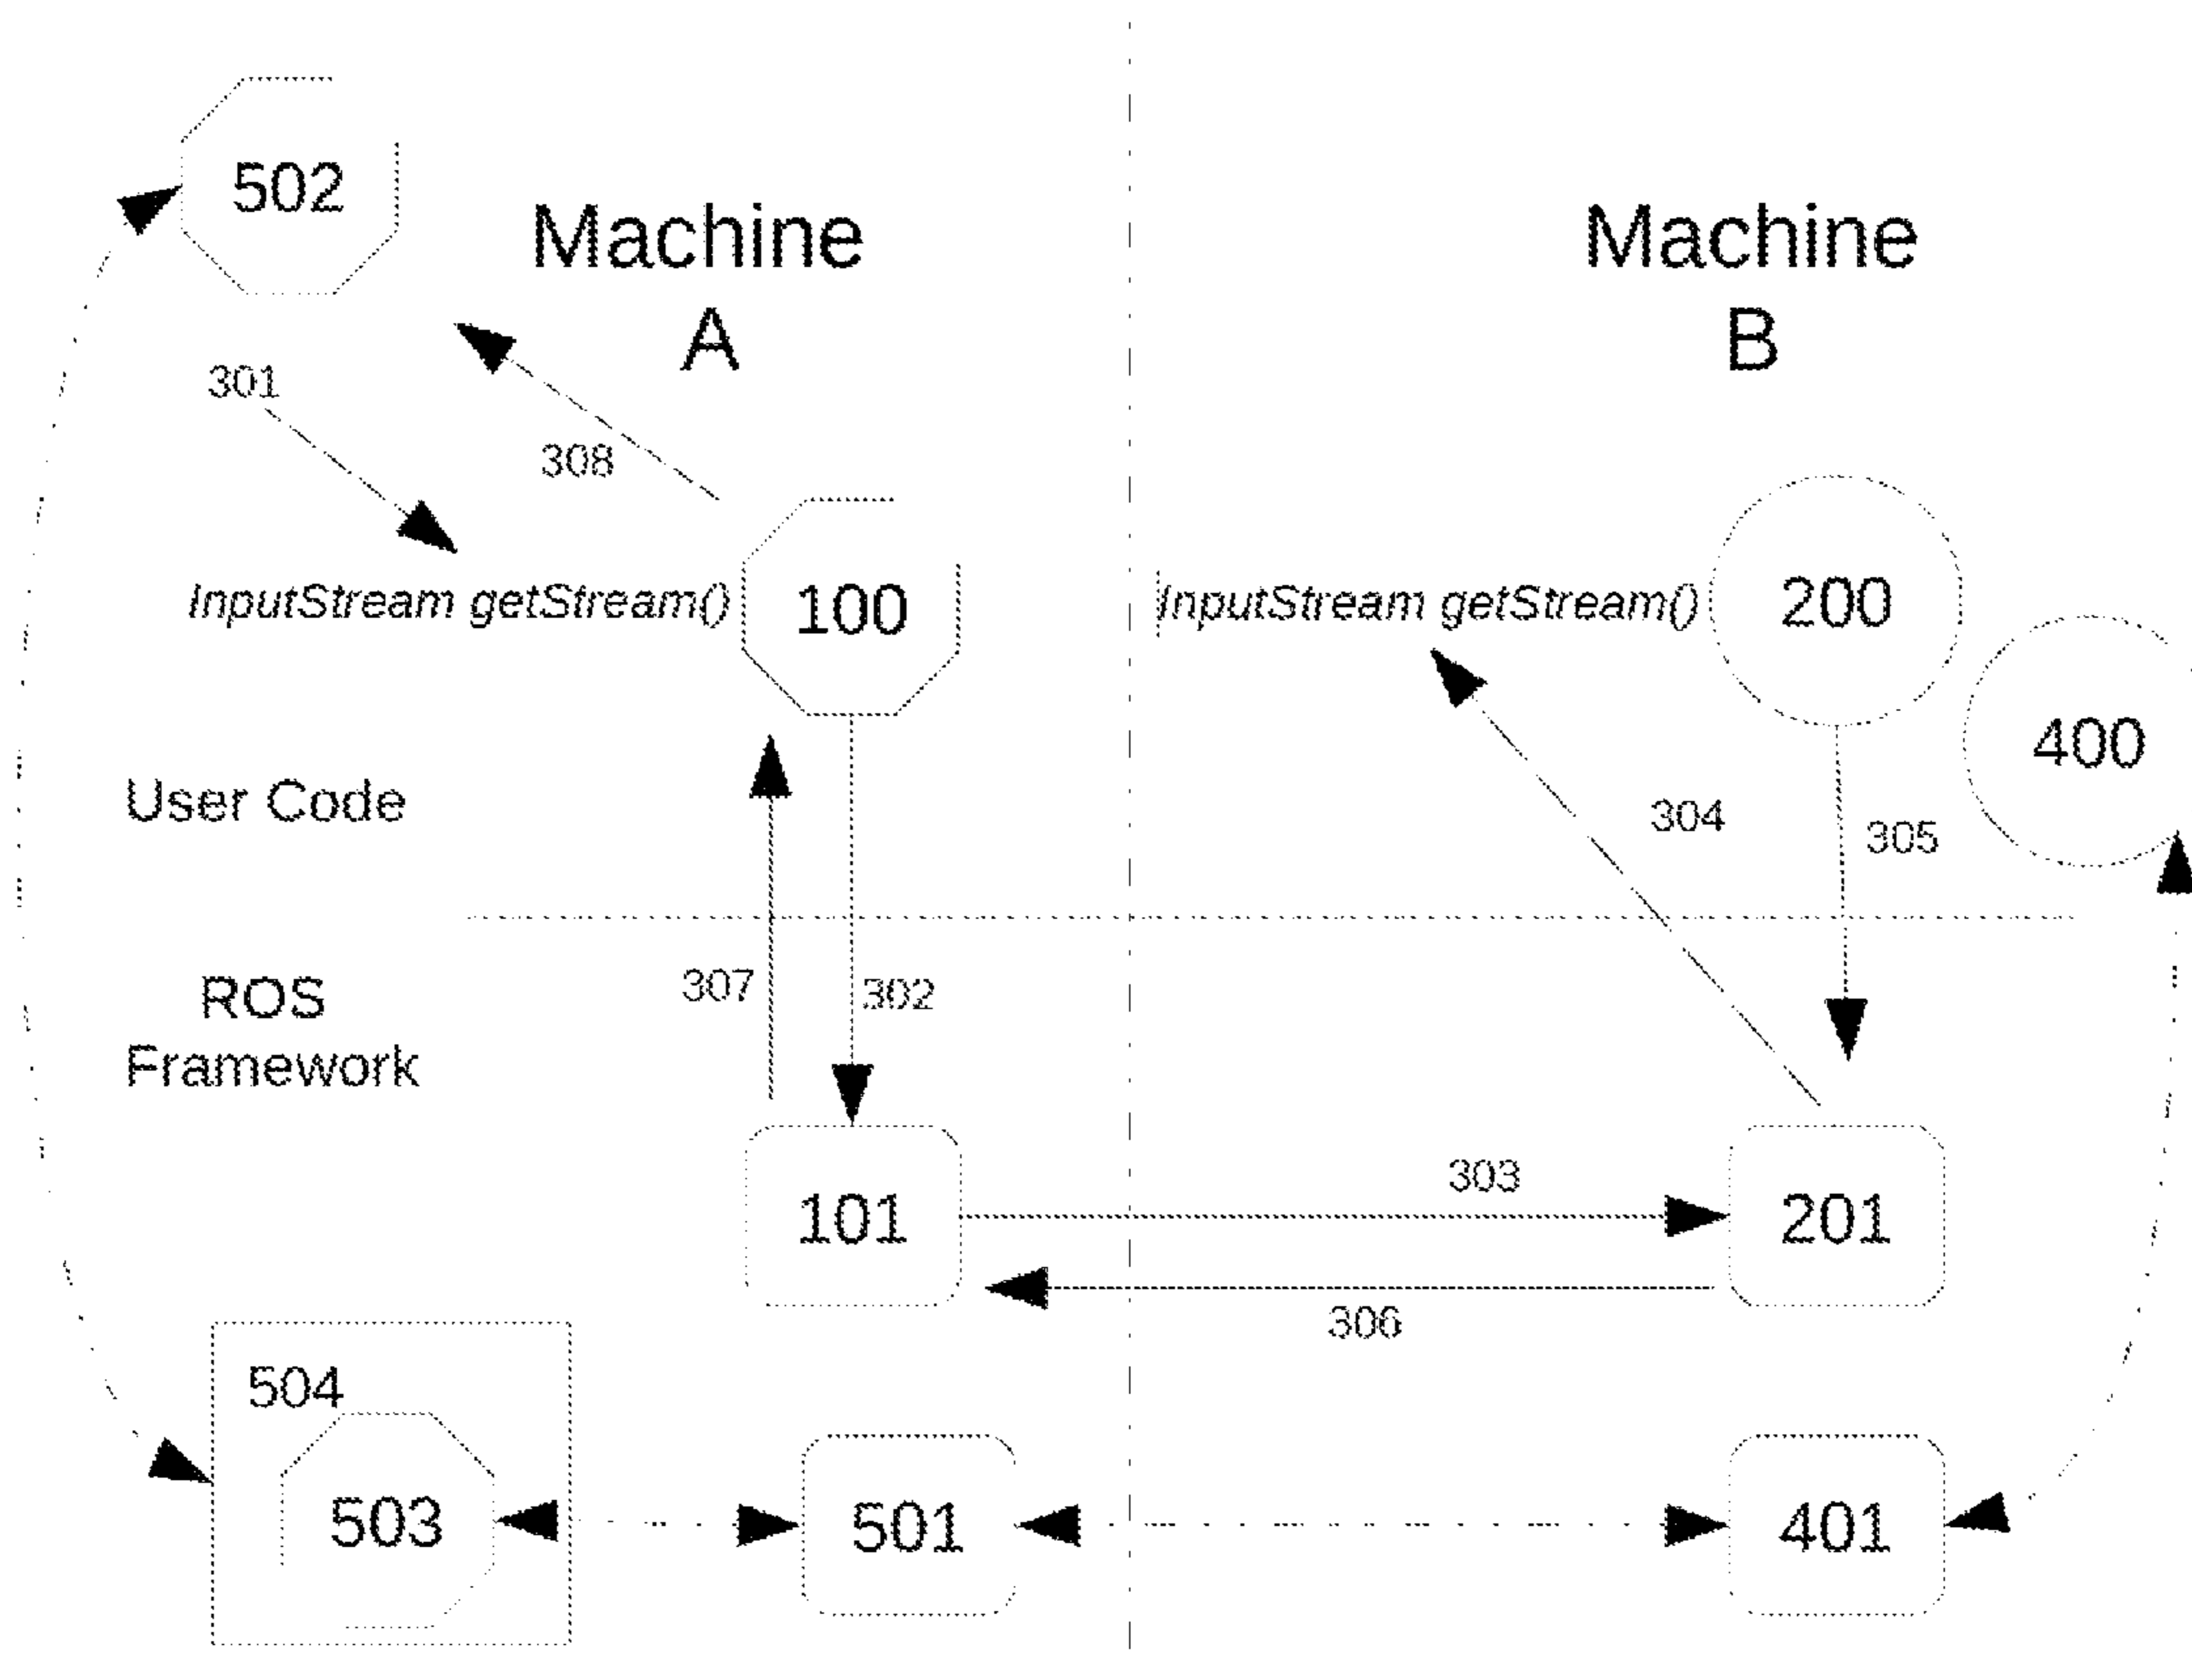 502
Machine
A
Machine
B
301
308
InputStream getStream()
100
InputStream getStream()
200
400
User Code
304
305
ROS
Framework
307
302
101
303
201
306
504
503
501
401